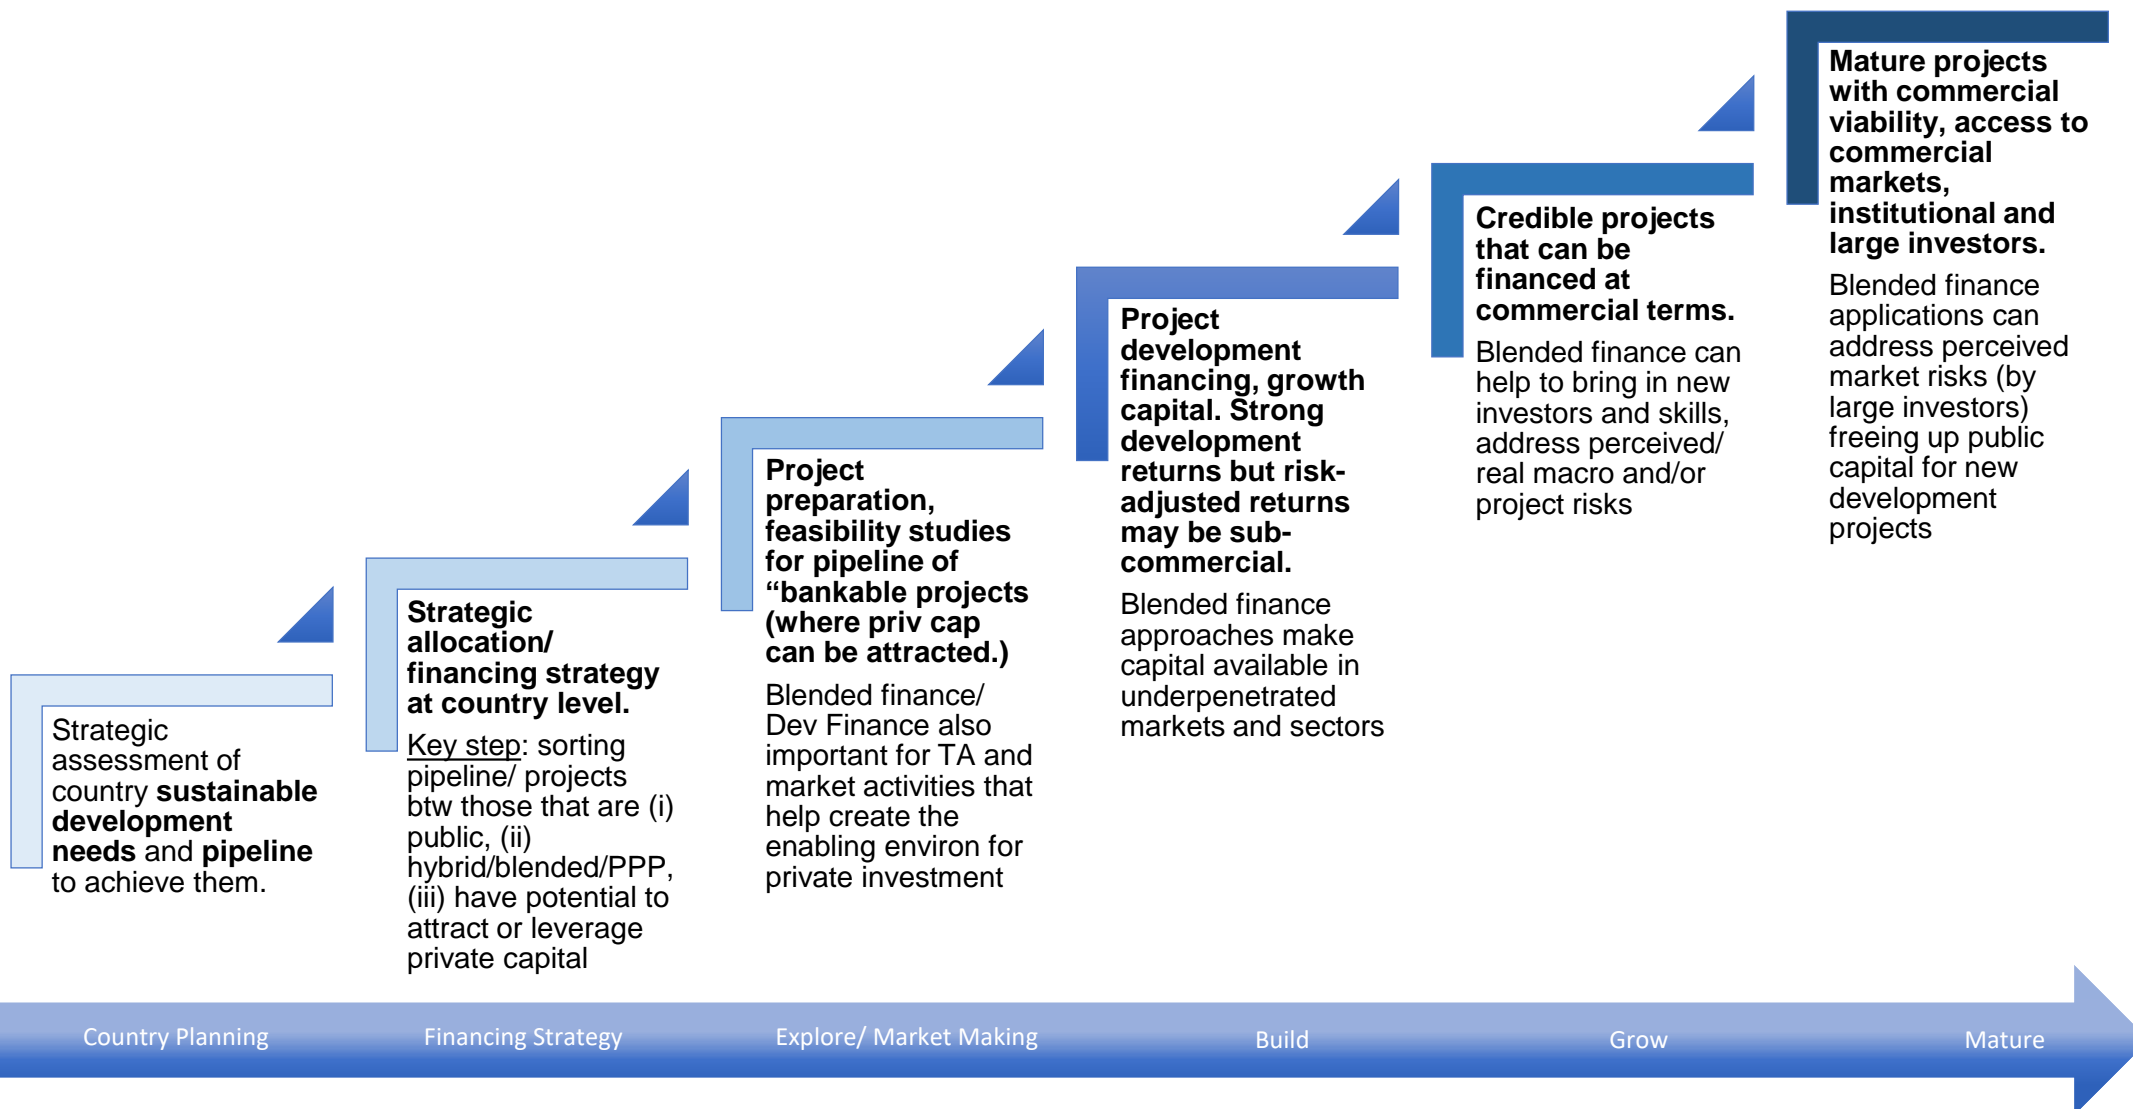 Strategic
assessment of
country sustainable
development
needs and pipeline
to achieve them.
Strategic
allocation/
financing strategy
at country level.
Key step: sorting
pipeline/ projects
btw those that are (i)
public, (ii)
hybrid/blended/PPP,
(iii) have potential to
attract or leverage
private capital
Project
preparation,
feasibility studies
for pipeline of
“bankable projects
(where priv cap
can be attracted.)
Blended finance/
Dev Finance also
important for TA and
market activities that
help create the
enabling environ for
private investment
Project
development
financing, growth
capital. Strong
development
returns but risk-
adjusted returns
may be sub-
commercial.
Blended finance
approaches make
capital available in
underpenetrated
markets and sectors
Credible projects
that can be
financed at
commercial terms.
Blended finance can
help to bring in new
investors and skills,
address perceived/
real macro and/or
project risks
Mature projects
with commercial
viability, access to
commercial
markets,
institutional and
large investors.
Blended finance
applications can
address perceived
market risks (by
large investors)
freeing up public
capital for new
development
projects
Country Planning
Financing Strategy
Explore/ Market Making
Build
Grow
Mature